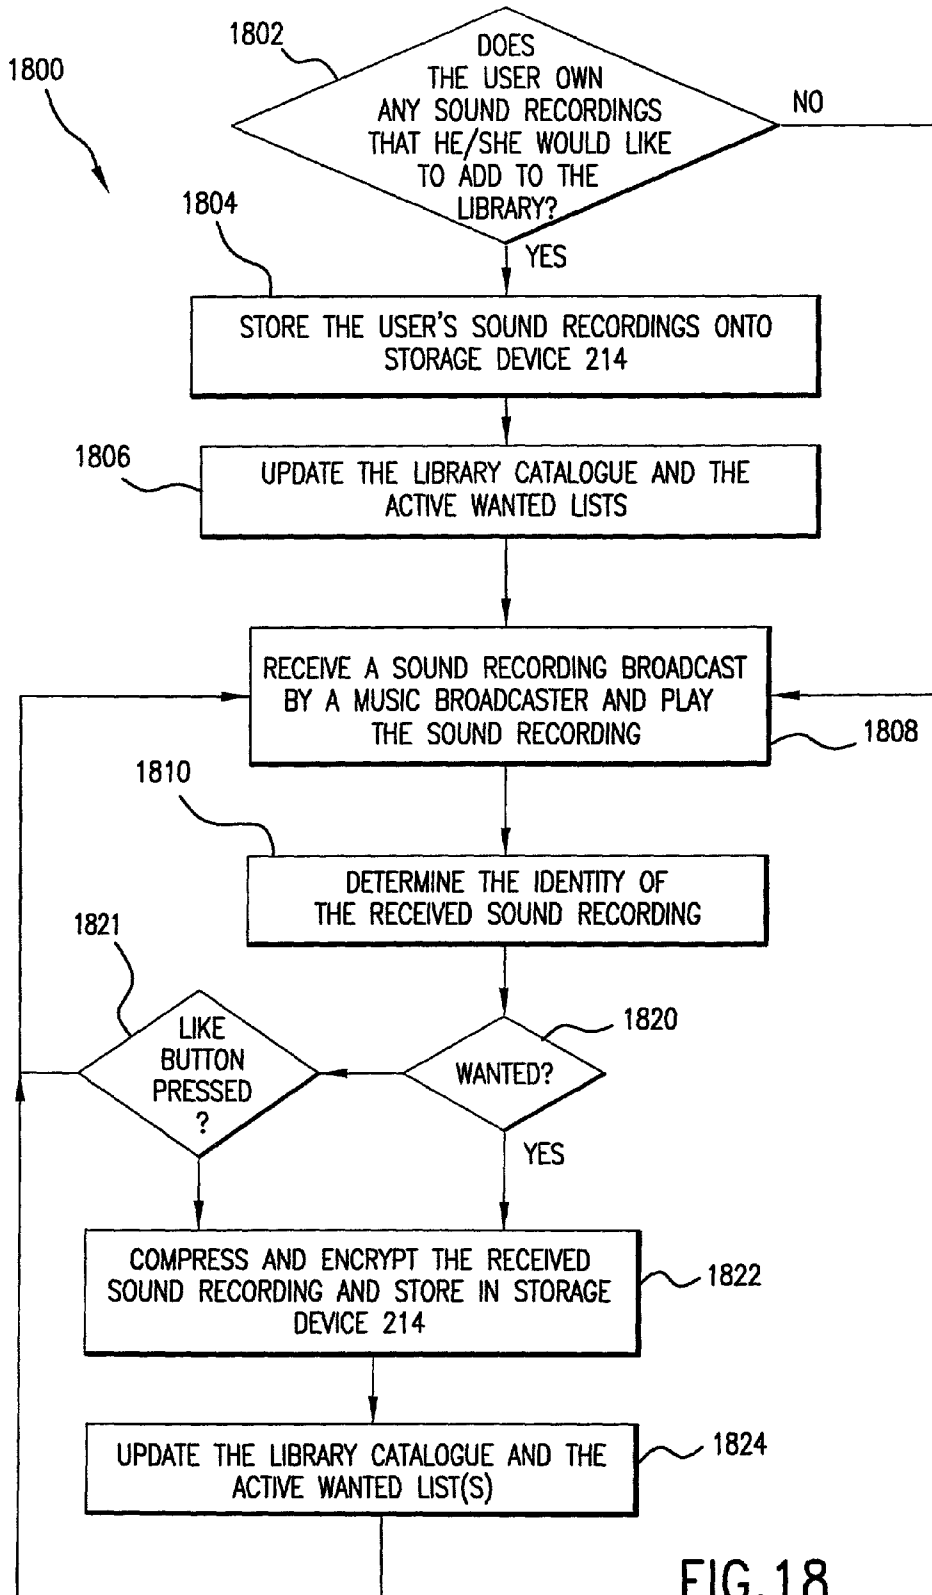 1800
1802
DOES
THE USER OWN
ANY SOUND RECORDINGS
THAT HE/SHE WOULD LIKE
TO ADD TO THE
LIBRARY?
NO
YES
1804
STORE THE USER'S SOUND RECORDINGS ONTO
STORAGE DEVICE 214
1806
UPDATE THE LIBRARY CATALOGUE AND THE
ACTIVE WANTED LISTS
RECEIVE A SOUND RECORDING BROADCAST
BY A MUSIC BROADCASTER AND PLAY
THE SOUND RECORDING
1808
1810
DETERMINE THE IDENTITY OF
THE RECEIVED SOUND RECORDING
1821
LIKE
BUTTON
PRESSED
?
1820
WANTED?
YES
COMPRESS AND ENCRYPT THE RECEIVED
SOUND RECORDING AND STORE IN STORAGE
DEVICE 214
1822
UPDATE THE LIBRARY CATALOGUE AND THE
ACTIVE WANTED LIST(S)
1824
FIG.18